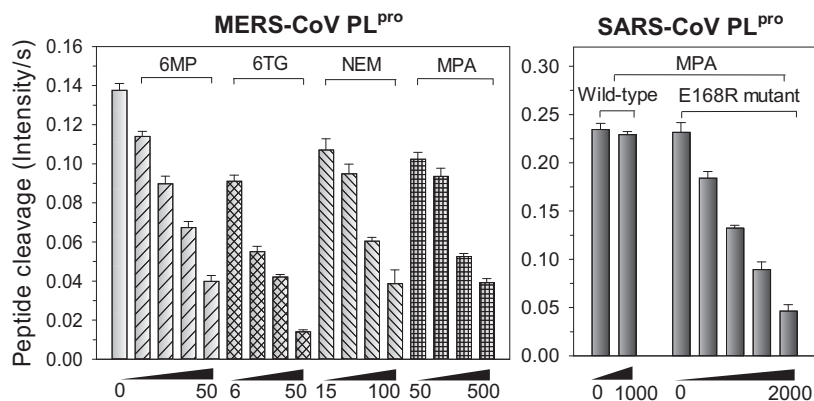 MERS-CoV PLpro
SARS-CoV PLpro
Peptide cleavage (Intensity/s)
0.16
0.14
0.12
0.10
0.08
0.06
0.04
0.02
0.00
6MP
6TG
NEM
MPA
0
50
6
50
15
100
50
500
0.30
0.25
0.20
0.15
0.10
0.05
0.00
MPA
Wild-type
E168R mutant
0
1000
0
2000